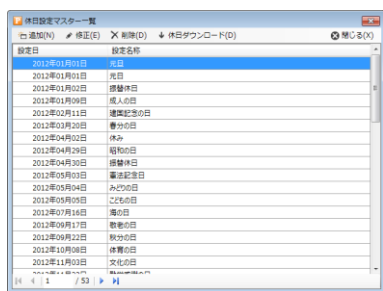 休日設定マスター一覧
追加(N) 修正(E) 削除(D) 休日ダウンロード(D) 閉じる(X)
設定日 設定名称
2012年01月01日 元日
2012年01月01日 元日
2012年01月02日 振替休日
2012年01月09日 成人の日
2012年02月11日 建国記念の日
2012年03月20日 春分の日
2012年04月02日 休み
2012年04月29日 昭和の日
2012年04月30日 振替休日
2012年05月03日 憲法記念日
2012年05月04日 みどりの日
2012年05月05日 こどもの日
2012年07月16日 海の日
2012年09月17日 敬老の日
2012年09月22日 秋分の日
2012年10月08日 体育の日
2012年11月03日 文化の日
1 / 53